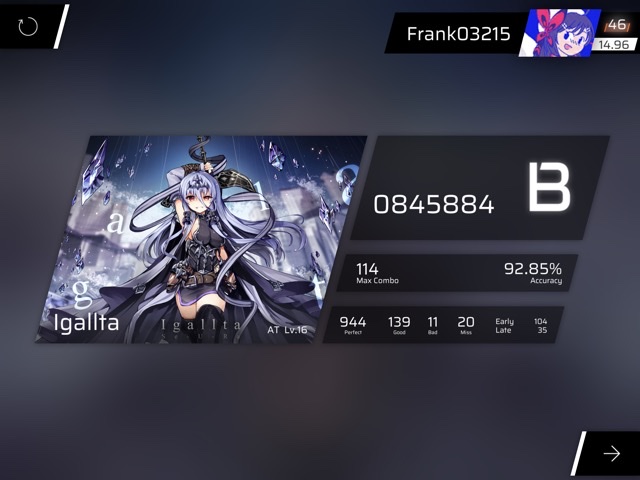 Frank03215
46
14.96
a
g
Igallta
Igallta
AT Lv.16
0845884
B
114
Max Combo
92.85%
Accuracy
944
Perfect
139
Good
11
Bad
20
Miss
Early 104
Late 35